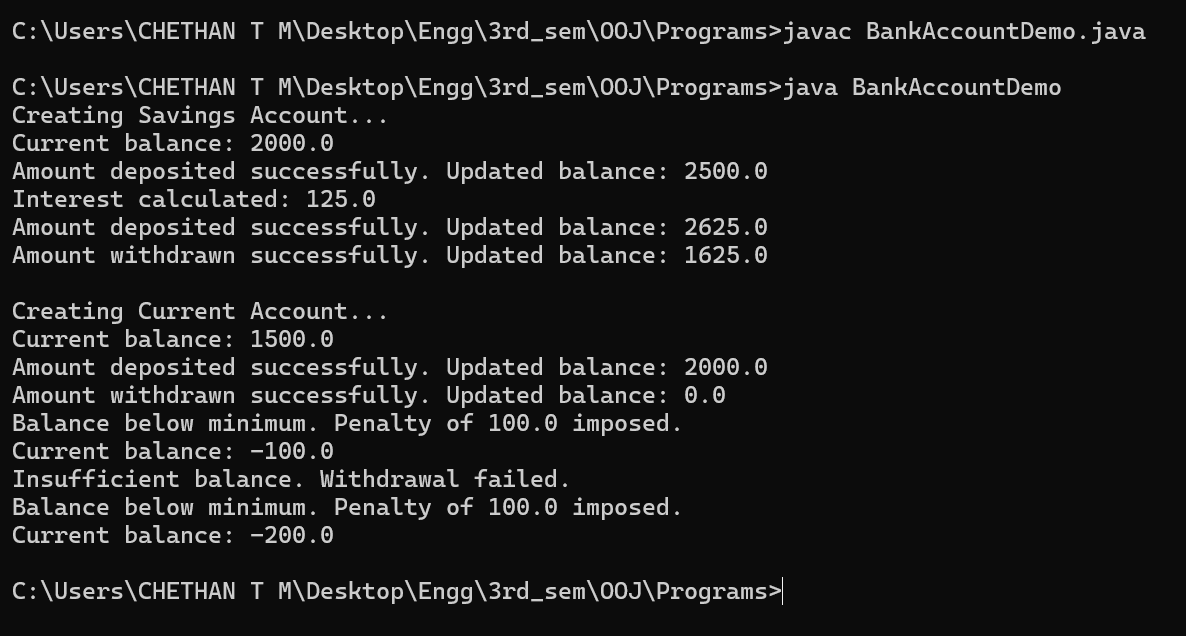 C:\Users\CHETHAN T M\Desktop\Engg\3rd_sem\OOJ\Programs>javac BankAccountDemo.java
C:\Users\CHETHAN T M\Desktop\Engg\3rd_sem\OOJ\Programs>java BankAccountDemo
Creating Savings Account...
Current balance: 2000.0
Amount deposited successfully. Updated balance: 2500.0
Interest calculated: 125.0
Amount deposited successfully. Updated balance: 2625.0
Amount withdrawn successfully. Updated balance: 1625.0
Creating Current Account...
Current balance: 1500.0
Amount deposited successfully. Updated balance: 2000.0
Amount withdrawn successfully. Updated balance: 0.0
Balance below minimum. Penalty of 100.0 imposed.
Current balance: -100.0
Insufficient balance. Withdrawal failed.
Balance below minimum. Penalty of 100.0 imposed.
Current balance: -200.0
C:\Users\CHETHAN T M\Desktop\Engg\3rd_sem\OOJ\Programs>